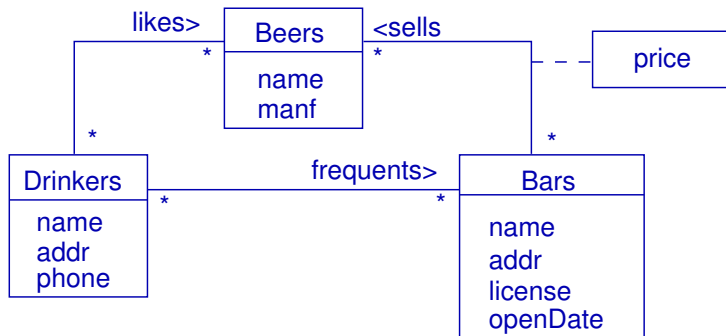 likes>
Beers
<sells
*
*
name
manf
price
*
*
Drinkers
frequents>
Bars
*
*
name
addr
phone
name
addr
license
openDate